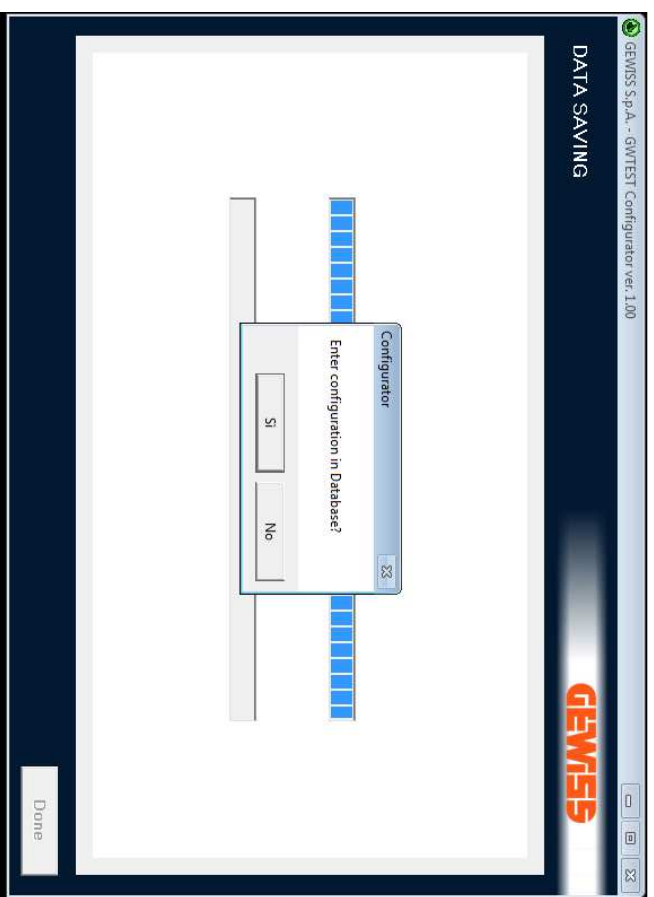 GEWISS S.p.A. - GWTEST Configurator ver. 1.00
DATA SAVING
GEWISS
Configurator
Enter configuration in Database?
Sì
No
Done